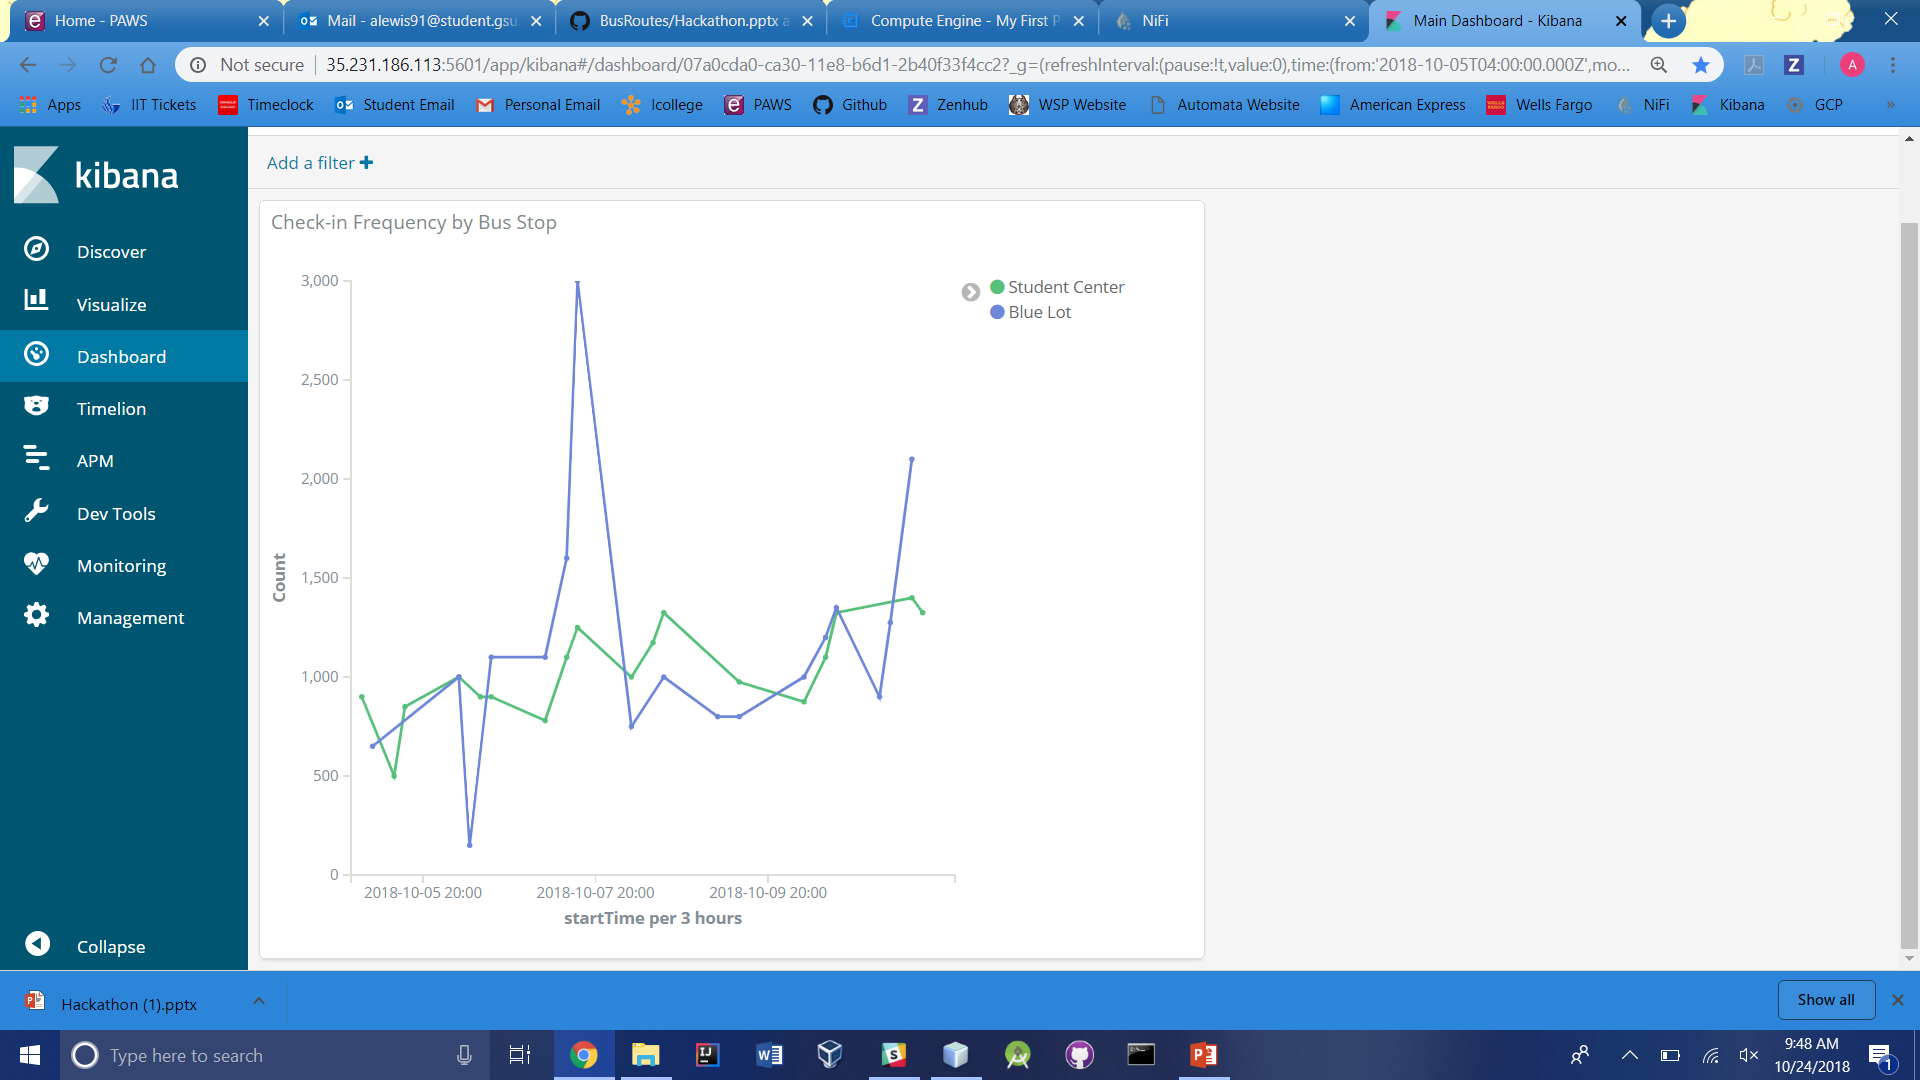 Home - PAWS
Mail - alewis91@student.gsu
BusRoutes/Hackathon.pptx a
Compute Engine - My First P
NiFi
Main Dashboard - Kibana
Not secure
35.231.186.113:5601/app/kibana#/dashboard/07a0cda0-ca30-11e8-b6d1-2b40f33f4cc2?_g=(refreshInterval:(pause:!t,value:0),time:(from:'2018-10-05T04:00:00.000Z',mo...
A
Apps
IIT Tickets
Timeclock
Student Email
Personal Email
Icollege
PAWS
Github
Zenhub
WSP Website
Automata Website
American Express
Wells Fargo
NiFi
Kibana
GCP
»
kibana
Discover
Visualize
Dashboard
Timelion
APM
Dev Tools
Monitoring
Management
Collapse
Add a filter +
Check-in Frequency by Bus Stop
3,000
2,500
2,000
1,500
1,000
500
0
Count
2018-10-05 20:00
2018-10-07 20:00
2018-10-09 20:00
startTime per 3 hours
Student Center
Blue Lot
Hackathon (1).pptx
Show all
Type here to search
9:48 AM
10/24/2018
1